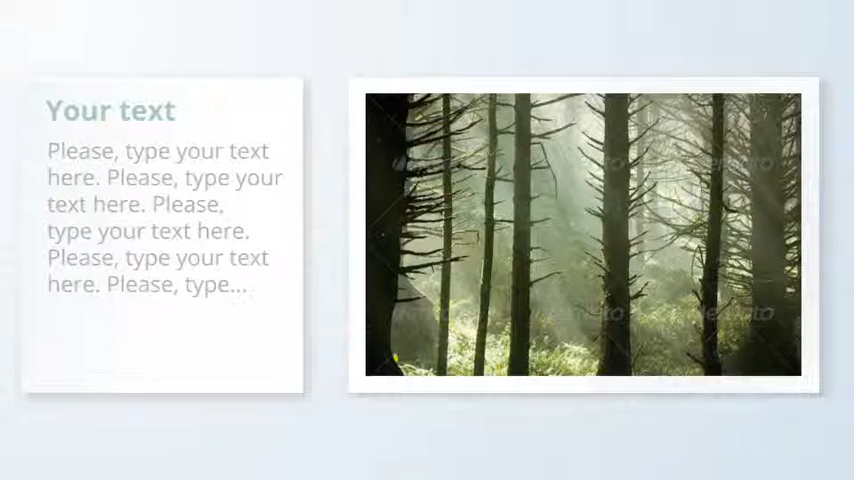 Your text
Please, type your text
here. Please, type your
text here. Please,
type your text here.
Please, type your text
here. Please, type...